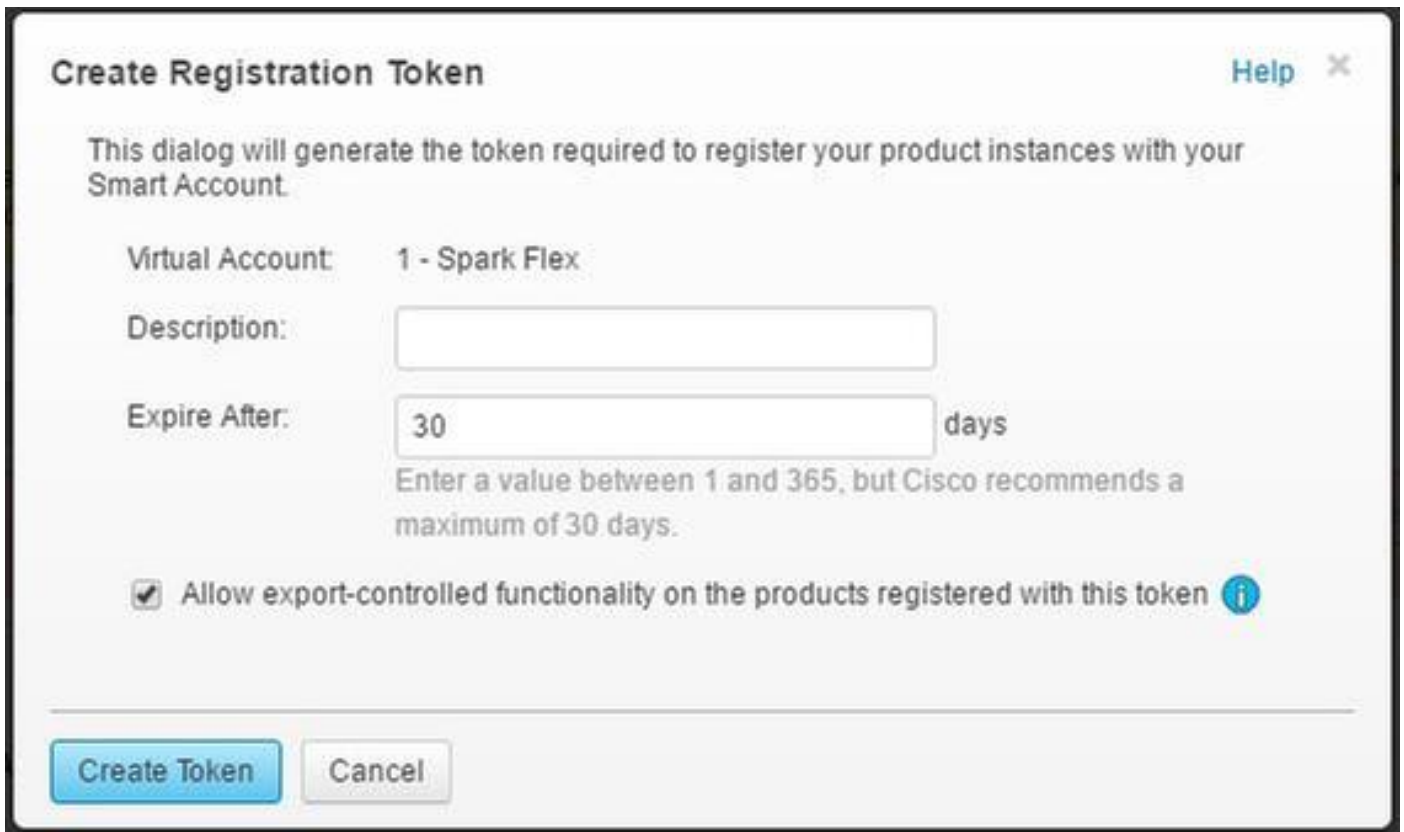 Create Registration Token
Help
This dialog will generate the token required to register your product instances with your
Smart Account.
Virtual Account: 1 - Spark Flex
Description:
Expire After: 30 days
Enter a value between 1 and 365, but Cisco recommends a
maximum of 30 days.
Allow export-controlled functionality on the products registered with this token
Create Token
Cancel